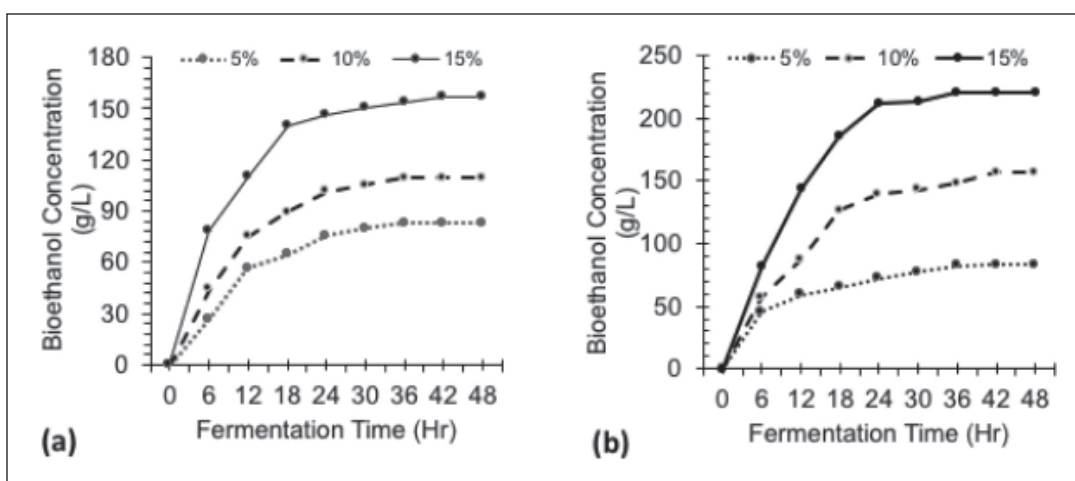 180
150
120
90
60
30
0
5% 10% 15%
Bioethanol Concentration
(g/L)
0 6 12 18 24 30 36 42 48
Fermentation Time (Hr)
(a)
250
200
150
100
50
0
5% 10% 15%
Bioethanol Concentration
(g/L)
0 6 12 18 24 30 36 42 48
Fermentation Time (Hr)
(b)